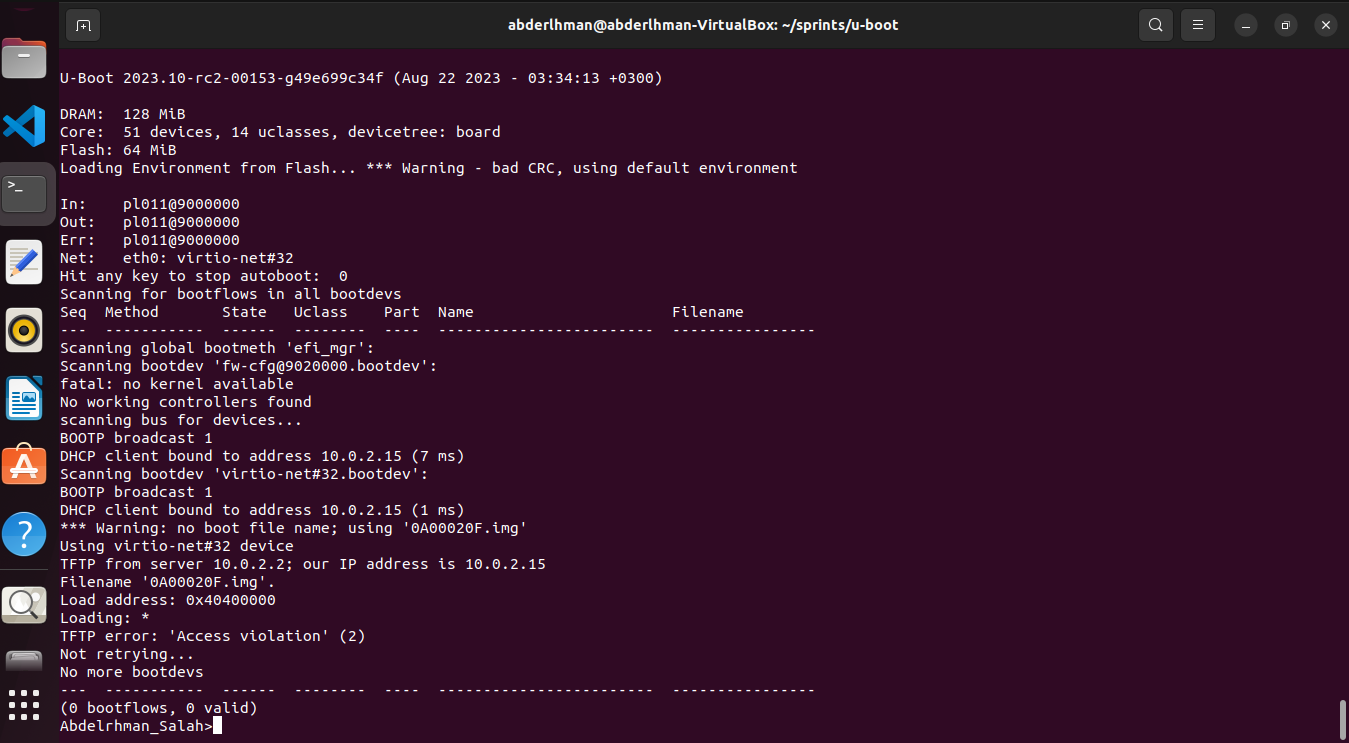 abderlhman@abderlhman-VirtualBox: ~/sprints/u-boot
U-Boot 2023.10-rc2-00153-g49e699c34f (Aug 22 2023 - 03:34:13 +0300)
DRAM:  128 MiB
Core:  51 devices, 14 uclasses, devicetree: board
Flash: 64 MiB
Loading Environment from Flash... *** Warning - bad CRC, using default environment
In:    pl011@9000000
Out:   pl011@9000000
Err:   pl011@9000000
Net:   eth0: virtio-net#32
Hit any key to stop autoboot:  0
Scanning for bootflows in all bootdevs
Seq  Method       State   Uclass    Part  Name                      Filename
---  -----------  ------  --------  ----  ------------------------  ----------------
Scanning global bootmeth 'efi_mgr':
Scanning bootdev 'fw-cfg@9020000.bootdev':
fatal: no kernel available
No working controllers found
scanning bus for devices...
BOOTP broadcast 1
DHCP client bound to address 10.0.2.15 (7 ms)
Scanning bootdev 'virtio-net#32.bootdev':
BOOTP broadcast 1
DHCP client bound to address 10.0.2.15 (1 ms)
*** Warning: no boot file name; using '0A00020F.img'
Using virtio-net#32 device
TFTP from server 10.0.2.2; our IP address is 10.0.2.15
Filename '0A00020F.img'.
Load address: 0x40400000
Loading: *
TFTP error: 'Access violation' (2)
Not retrying...
No more bootdevs
---  -----------  ------  --------  ----  ------------------------  ----------------
(0 bootflows, 0 valid)
Abdelrhman_Salah>